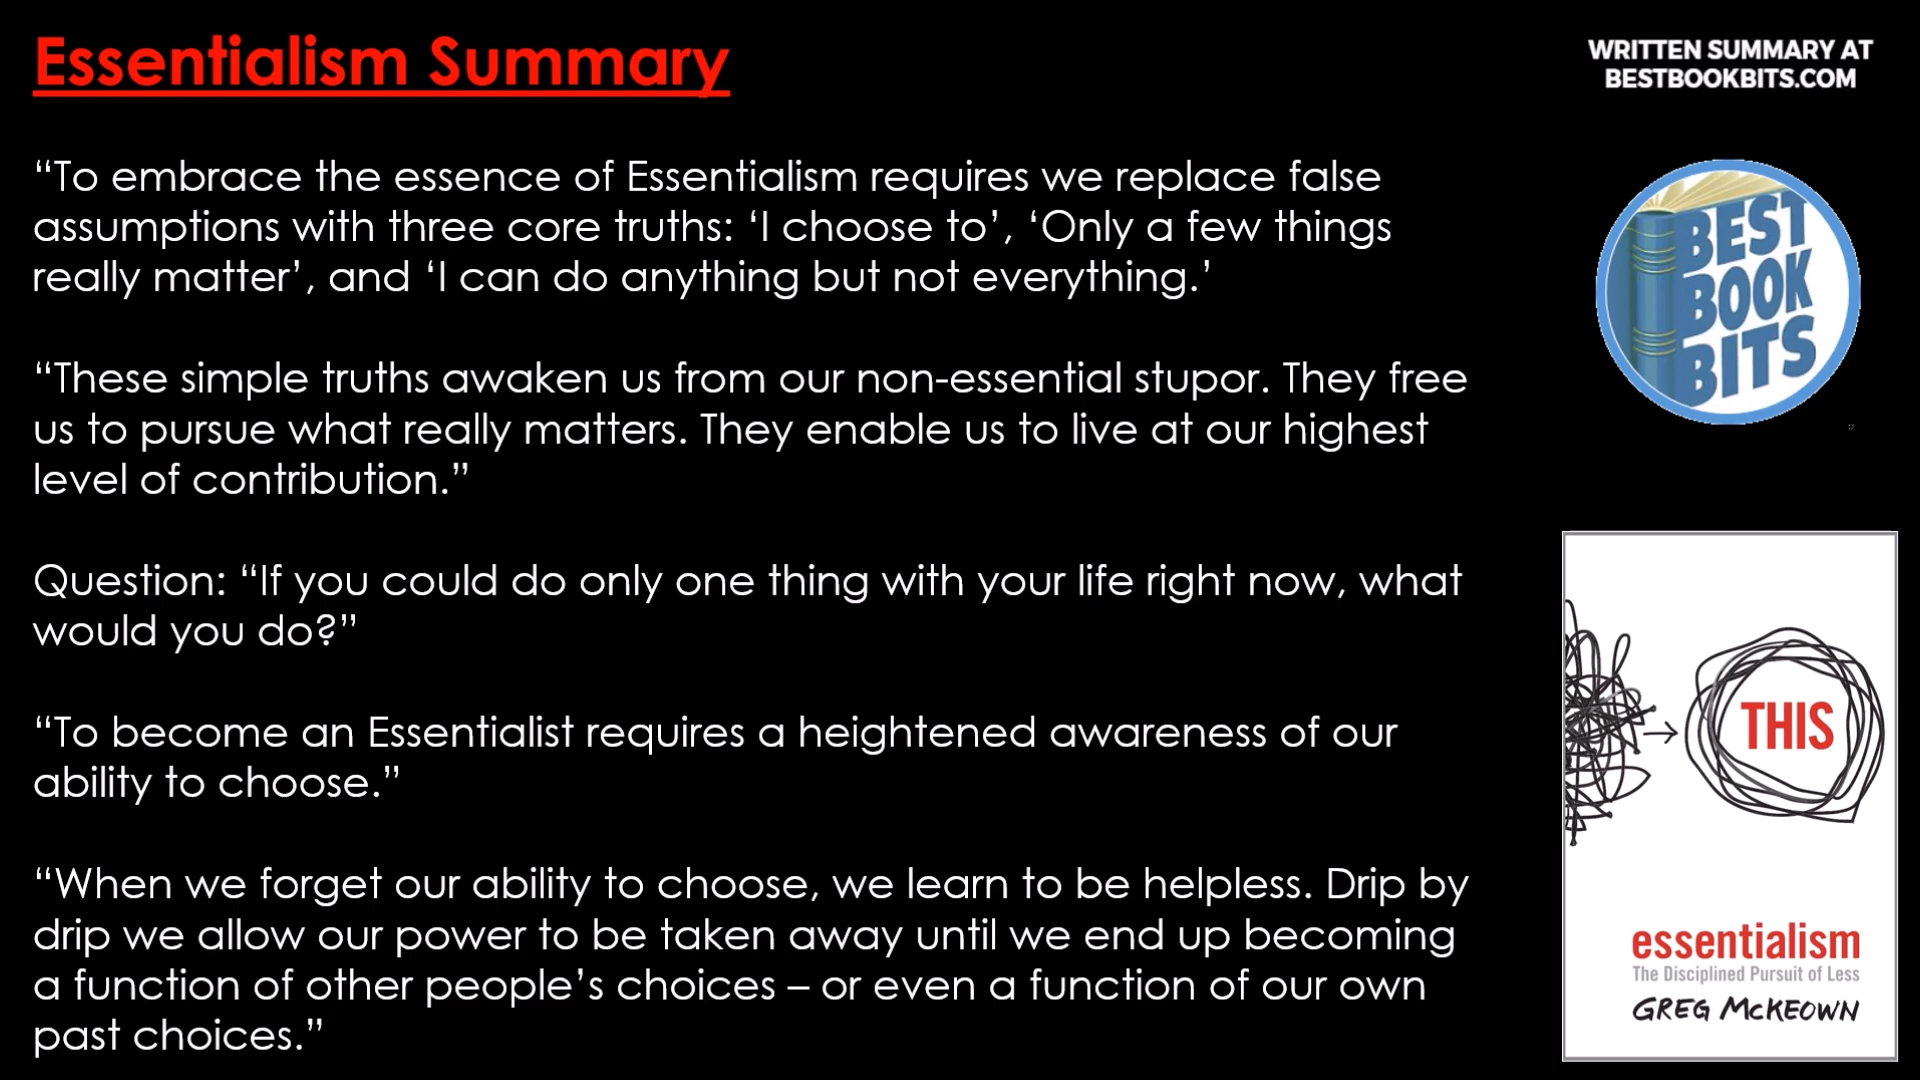 Essentialism Summary
WRITTEN SUMMARY AT
BESTBOOKBITS.COM
“To embrace the essence of Essentialism requires we replace false
assumptions with three core truths: ‘I choose to’, ‘Only a few things
really matter’, and ‘I can do anything but not everything.’
“These simple truths awaken us from our non-essential stupor. They free
us to pursue what really matters. They enable us to live at our highest
level of contribution.”
Question: “If you could do only one thing with your life right now, what
would you do?”
“To become an Essentialist requires a heightened awareness of our
ability to choose.”
“When we forget our ability to choose, we learn to be helpless. Drip by
drip we allow our power to be taken away until we end up becoming
a function of other people’s choices – or even a function of our own
past choices.”
BEST
BOOK
BITS
THIS
essentialism
The Disciplined Pursuit of Less
GREG MCKEOWN